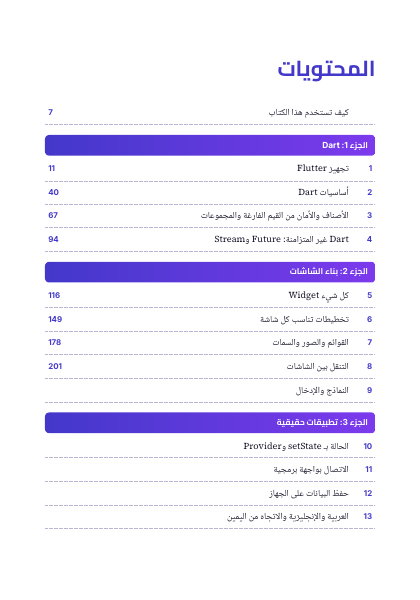 المحتويات
كيف تستخدم هذا الكتاب 7
الجزء 1: Dart
1 تجهيز Flutter 11
2 أساسيات Dart 40
3 الأصناف والأمان من القيم الفارغة والمجموعات 67
4 Dart غير المتزامنة: Future وStream 94
الجزء 2: بناء الشاشات
5 كل شيء Widget 116
6 تخطيطات تناسب كل شاشة 149
7 القوائم والصور والسمات 178
8 التنقل بين الشاشات 201
9 النماذج والإدخال
الجزء 3: تطبيقات حقيقية
10 الحالة بـ setState وProvider
11 الاتصال بواجهة برمجية
12 حفظ البيانات على الجهاز
13 العربية والإنجليزية والاتجاه من اليمين